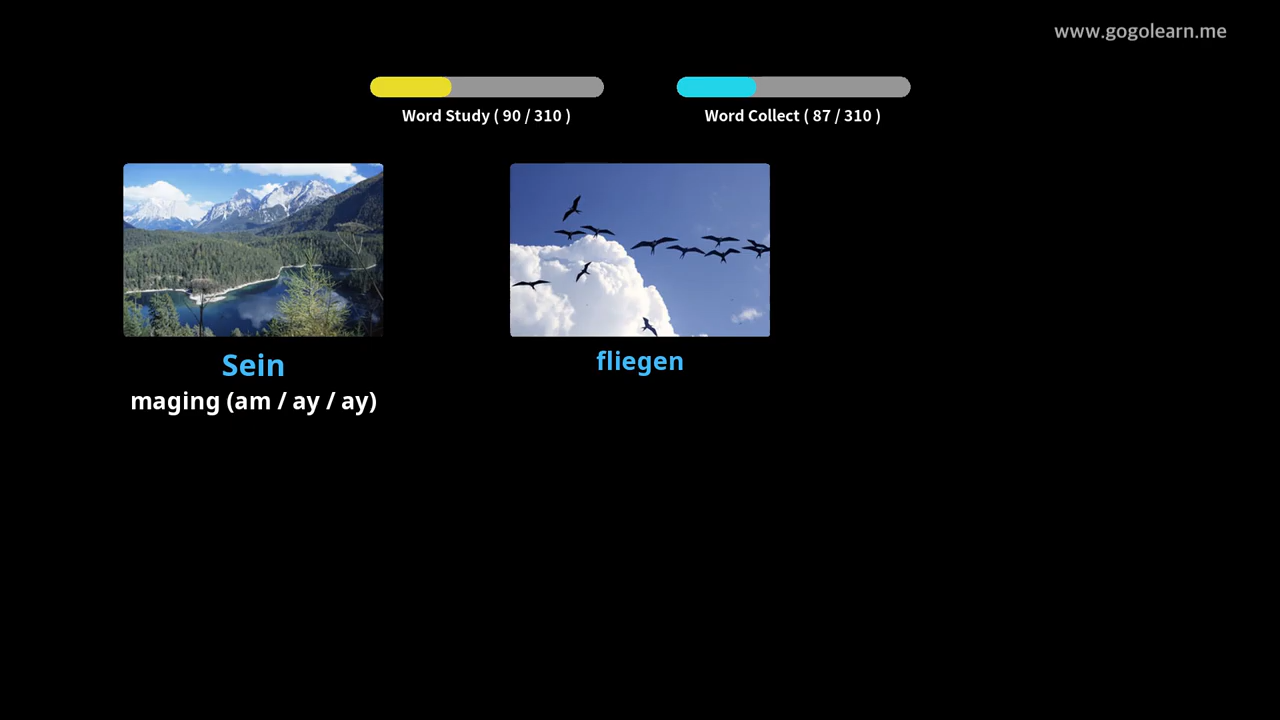 www.gogolearn.me
Word Study ( 90 / 310 )
Word Collect ( 87 / 310 )
Sein
maging (am / ay / ay)
fliegen